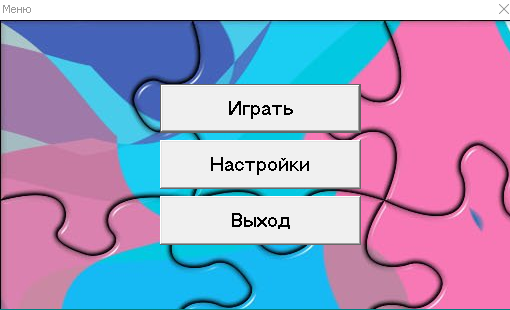 Меню
Играть
Настройки
Выход